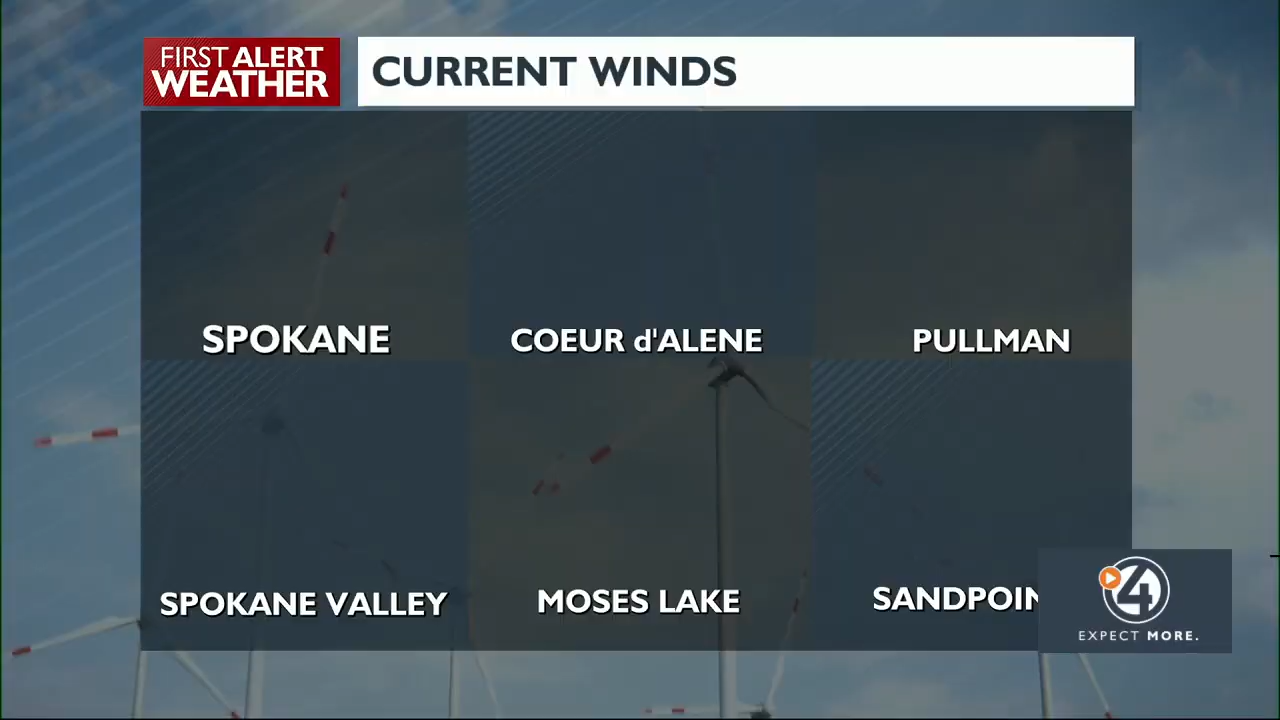 FIRST ALERT
WEATHER
CURRENT WINDS
SPOKANE
COEUR d'ALENE
PULLMAN
SPOKANE VALLEY
MOSES LAKE
SANDPOIN
4
EXPECT MORE.